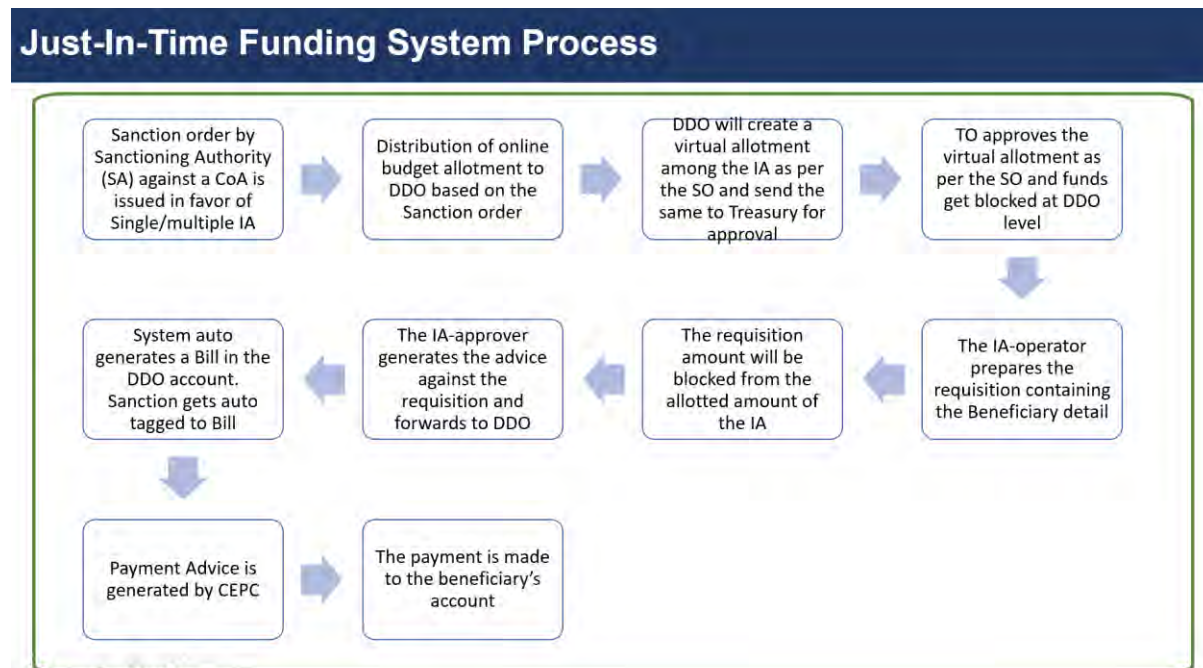 Just-In-Time Funding System Process
Sanction order by
Sanctioning Authority
(SA) against a CoA is
issued in favor of
Single/multiple IA
Distribution of online
budget allotment to
DDO based on the
Sanction order
DDO will create a
virtual allotment
among the IA as per
the SO and send the
same to Treasury for
approval
TO approves the
virtual allotment as
per the SO and funds
get blocked at DDO
level
The IA-operator
prepares the
requisition containing
the Beneficiary detail
The requisition
amount will be
blocked from the
allotted amount of
the IA
The IA-approver
generates the advice
against the
requisition and
forwards to DDO
System auto
generates a Bill in the
DDO account.
Sanction gets auto
tagged to Bill
Payment Advice is
generated by CEPC
The payment is made
to the beneficiary's
account